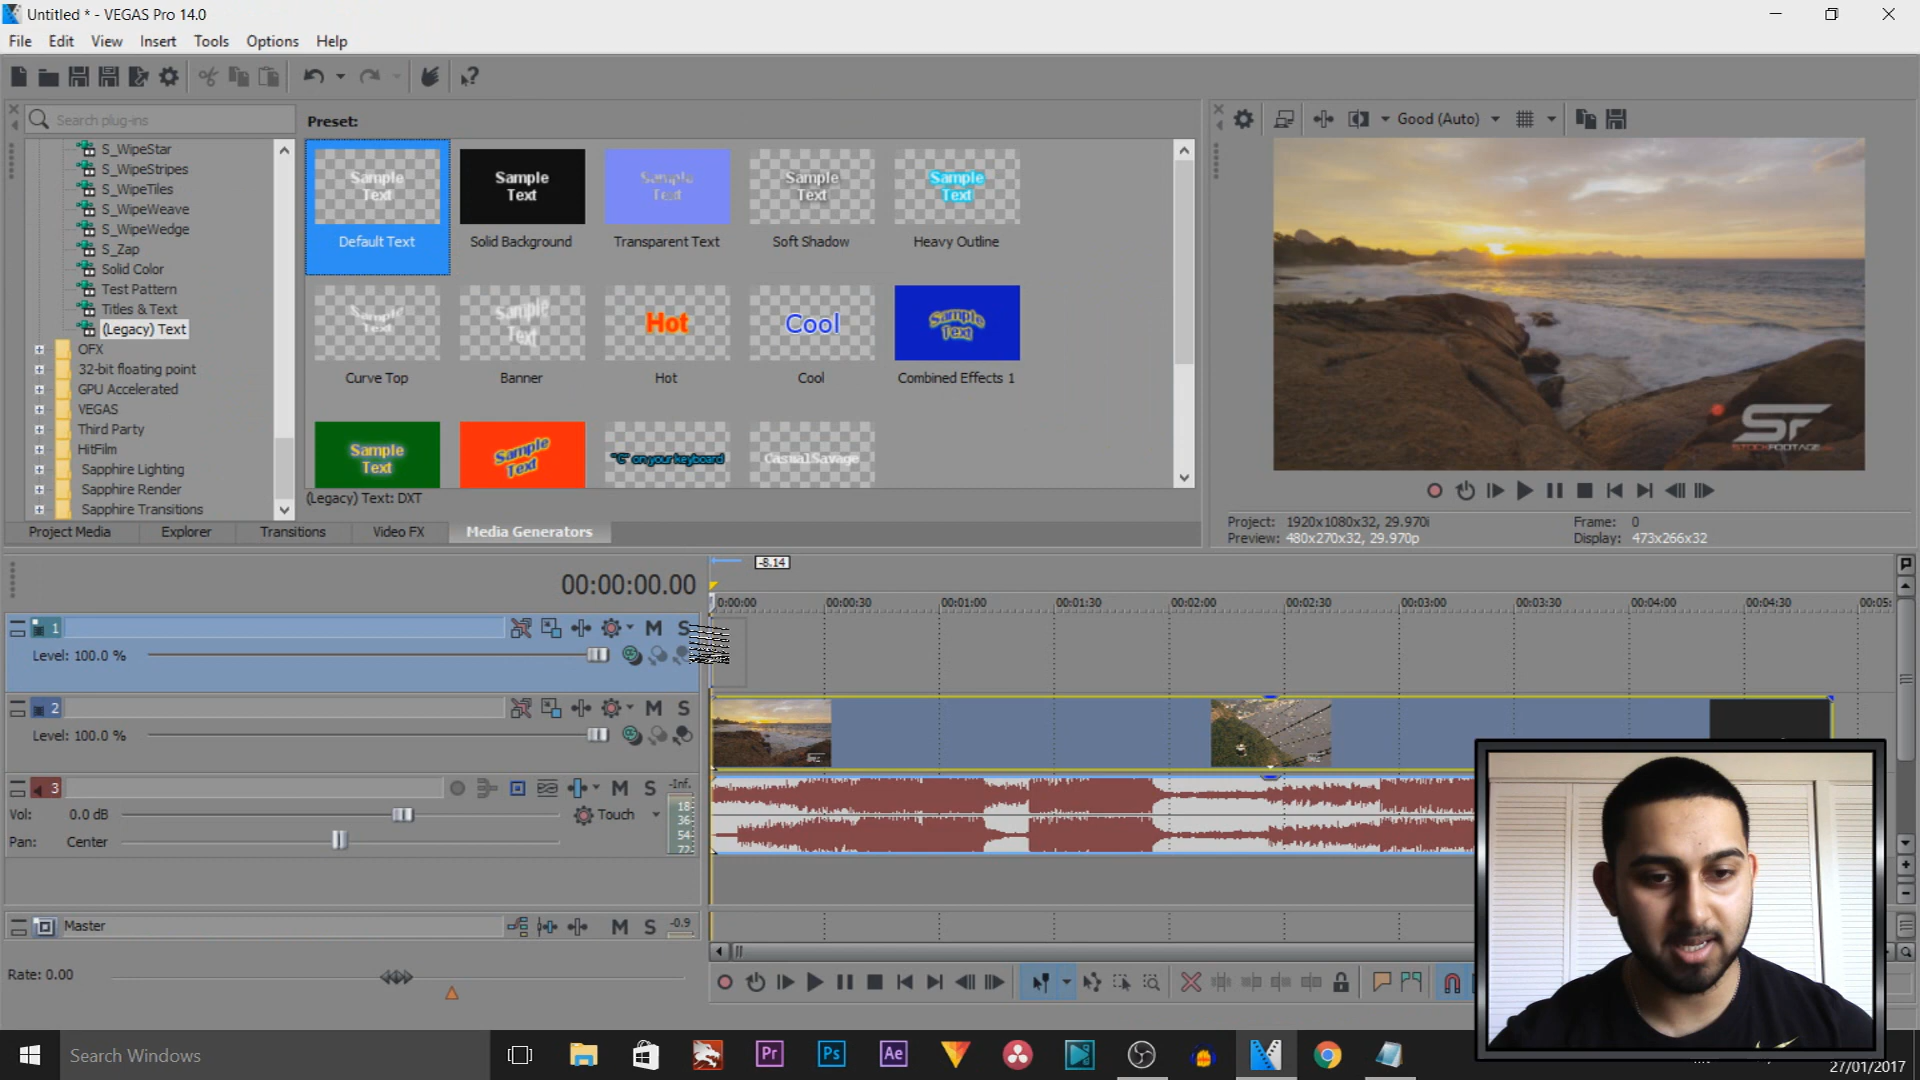 Untitled * - VEGAS Pro 14.0
File Edit View Insert Tools Options Help
Search plug-ins
S_WipeStar
S_WipeStripes
S_WipeTiles
S_WipeWeave
S_WipeWedge
S_Zap
Solid Color
Test Pattern
Titles & Text
(Legacy) Text
OFX
32-bit floating point
GPU Accelerated
VEGAS
Third Party
HitFilm
Sapphire Lighting
Sapphire Render
Sapphire Transitions
Preset:
Sample Text
Sample Text
Sample Text
Sample Text
Sample Text
Default Text Solid Background Transparent Text Soft Shadow Heavy Outline
Sample Text
Sample Text
Hot
Cool
Sample Text
Curve Top Banner Hot Cool Combined Effects 1
Sample Text
Sample Text
"C" on your keyboard
CasualSavage
(Legacy) Text: DXT
Project Media Explorer Transitions Video FX Media Generators
Good (Auto)
SF
STOCKFOOTAGE
Project: 1920x1080x32, 29.970i
Preview: 480x270x32, 29.970p
Frame: 0
Display: 473x266x32
-8.14
00:00:00.00
0:00:00 00:00:30 00:01:00 00:01:30 00:02:00 00:02:30 00:03:00 00:03:30 00:04:00 00:04:30 00:05:
1 M S
Level: 100.0 %
2 M S
Level: 100.0 %
3 M S -Inf.
Vol: 0.0 dB Touch
Pan: Center
18
36
54
72
Master M S -0.9
Rate: 0.00
Search Windows
Pr Ps Ae
27/01/2017